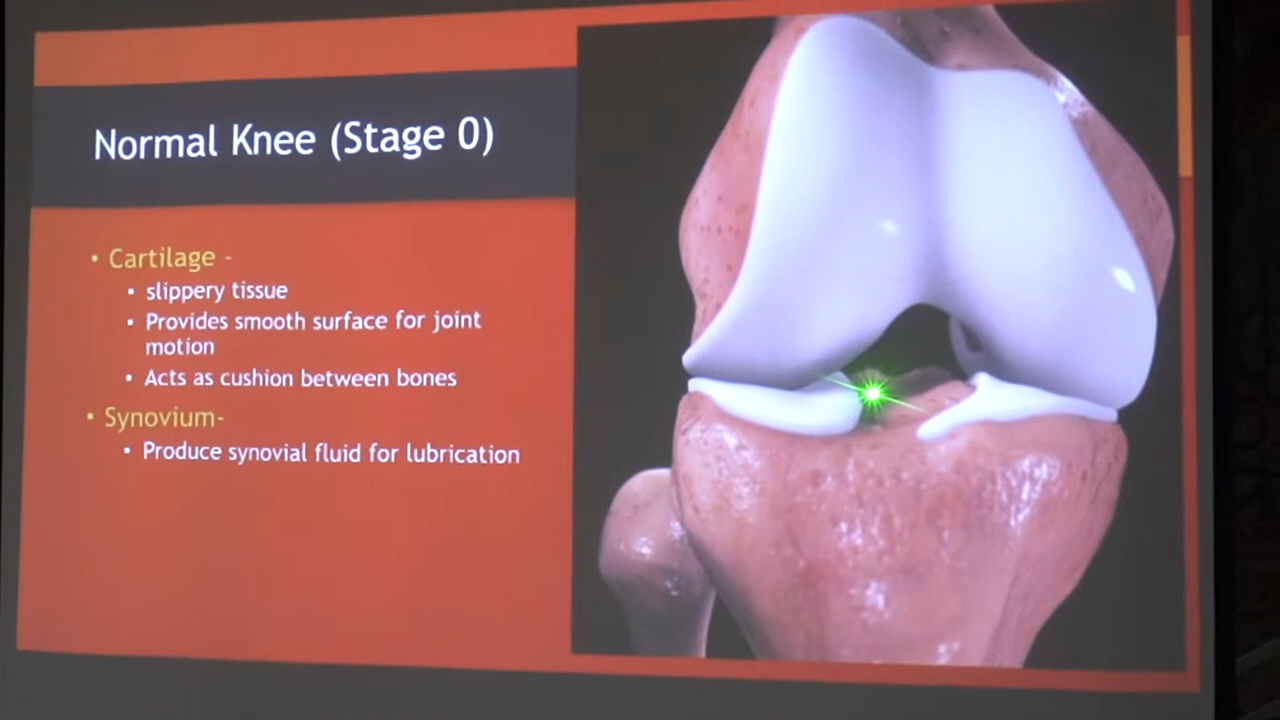 Normal Knee (Stage 0)
• Cartilage -
• slippery tissue
• Provides smooth surface for joint
motion
• Acts as cushion between bones
• Synovium-
• Produce synovial fluid for lubrication